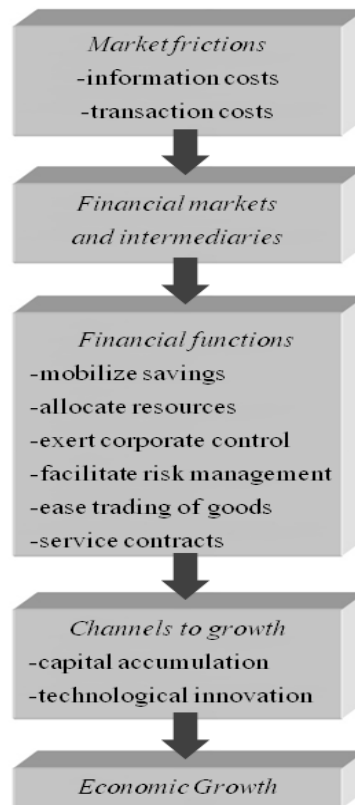 Market frictions
-information costs
-transaction costs
Financial markets
and intermediaries
Financial functions
-mobilize savings
-allocate resources
-exert corporate control
-facilitate risk management
-ease trading of goods
-service contracts
Channels to growth
-capital accumulation
-technological innovation
Economic Growth